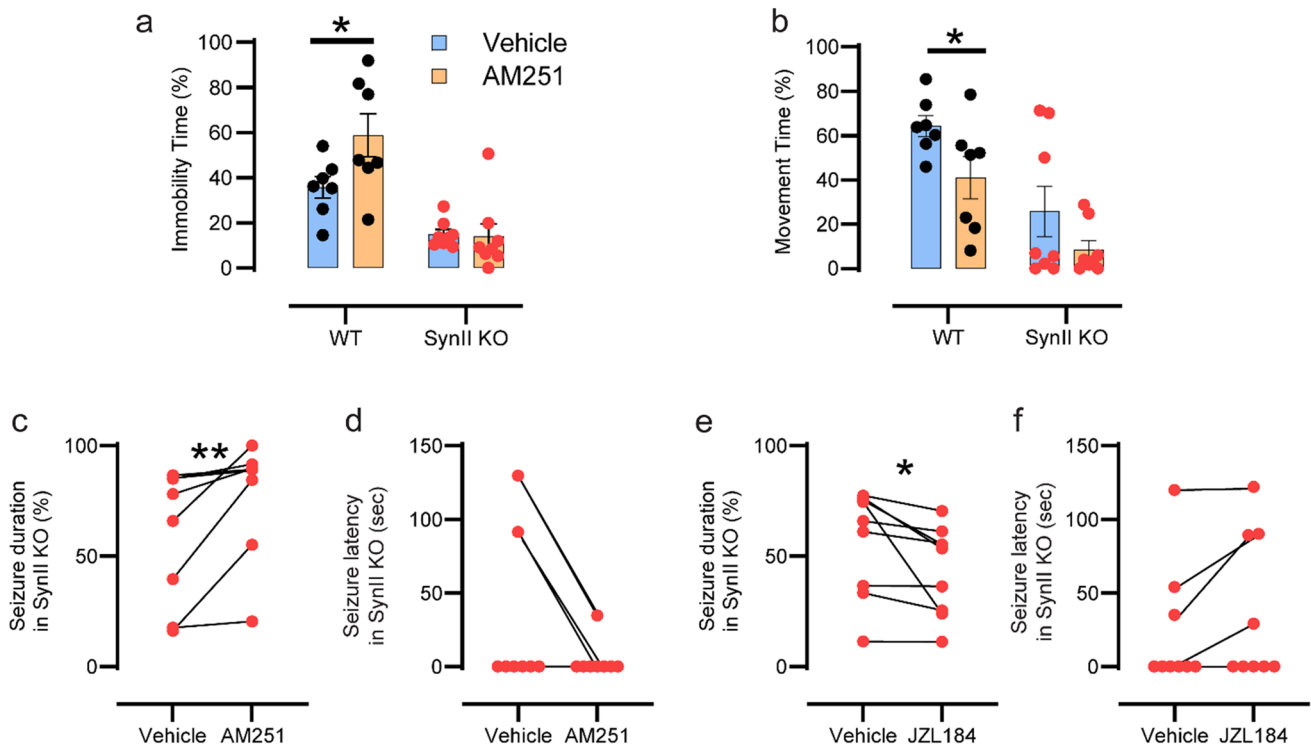 a
*
100
80
60
40
20
0
Immobility Time (%)
Vehicle
AM251
WT
SynII KO
b
*
100
80
60
40
20
0
Movement Time (%)
WT
SynII KO
c
**
100
50
0
Seizure duration
in SynII KO (%)
Vehicle AM251
d
150
100
50
0
Seizure latency
in SynII KO (sec)
Vehicle AM251
e
*
100
50
0
Seizure duration
in SynII KO (%)
Vehicle JZL184
f
150
100
50
0
Seizure latency
in SynII KO (sec)
Vehicle JZL184